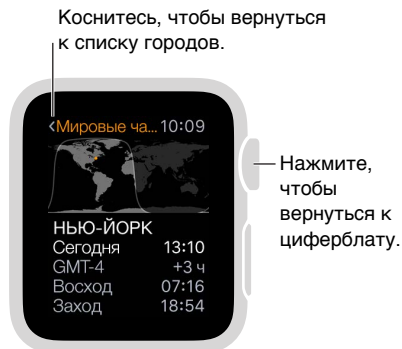 Коснитесь, чтобы вернуться
к списку городов.
<Мировые ча... 10:09
НЬЮ-ЙОРК
Сегодня 13:10
GMT-4 +3 ч
Восход 07:16
Заход 18:54
Нажмите,
чтобы
вернуться к
циферблату.